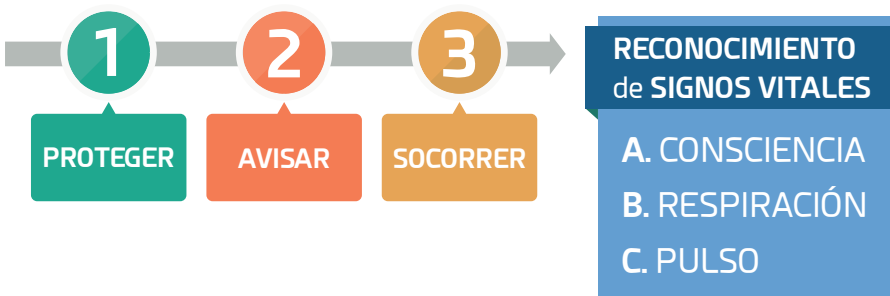 1
2
3
PROTEGER
AVISAR
SOCORRER
RECONOCIMIENTO
de SIGNOS VITALES
A. CONSCIENCIA
B. RESPIRACIÓN
C. PULSO